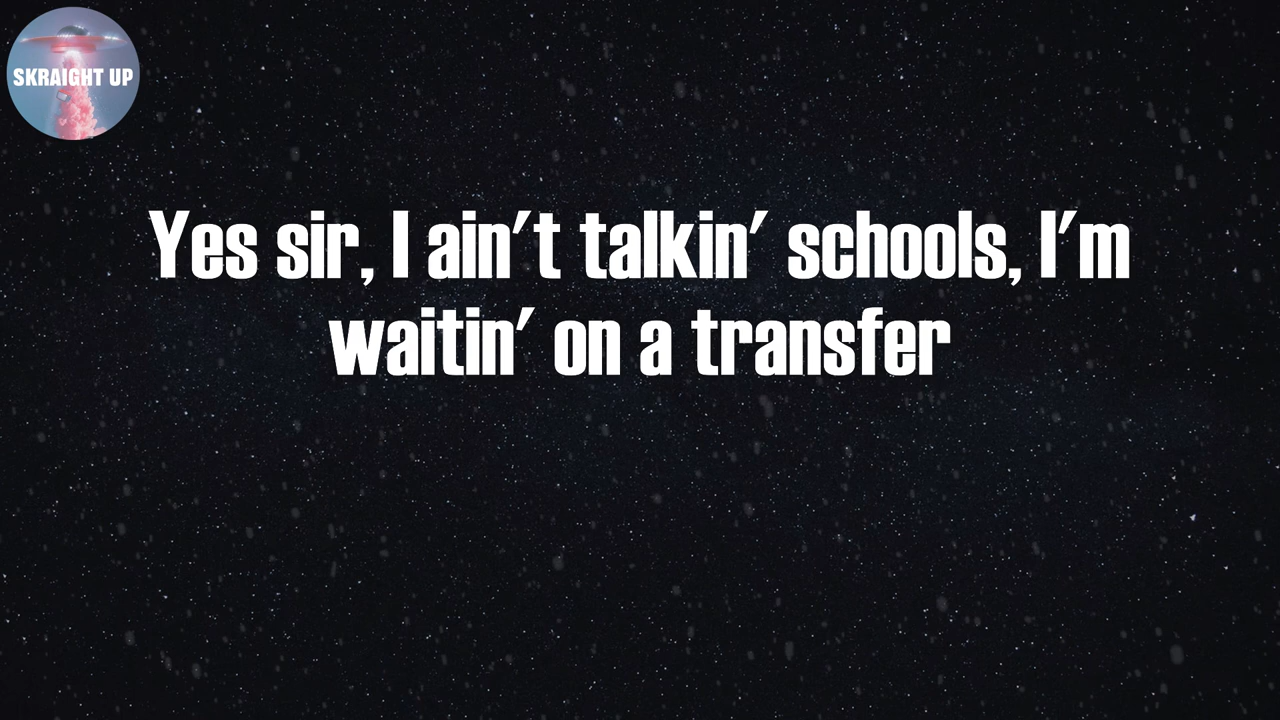 SKRAIGHT UP
Yes sir, I ain't talkin' schools, I'm
waitin' on a transfer